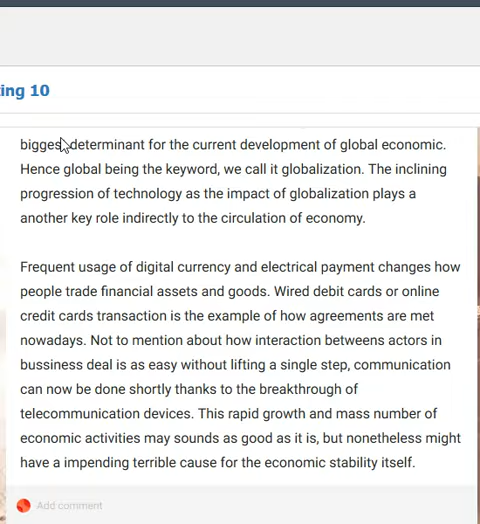 ing 10
bigges determinant for the current development of global economic.
Hence global being the keyword, we call it globalization. The inclining
progression of technology as the impact of globalization plays a
another key role indirectly to the circulation of economy.
Frequent usage of digital currency and electrical payment changes how
people trade financial assets and goods. Wired debit cards or online
credit cards transaction is the example of how agreements are met
nowadays. Not to mention about how interaction betweens actors in
bussiness deal is as easy without lifting a single step, communication
can now be done shortly thanks to the breakthrough of
telecommunication devices. This rapid growth and mass number of
economic activities may sounds as good as it is, but nonetheless might
have a impending terrible cause for the economic stability itself.
Add comment